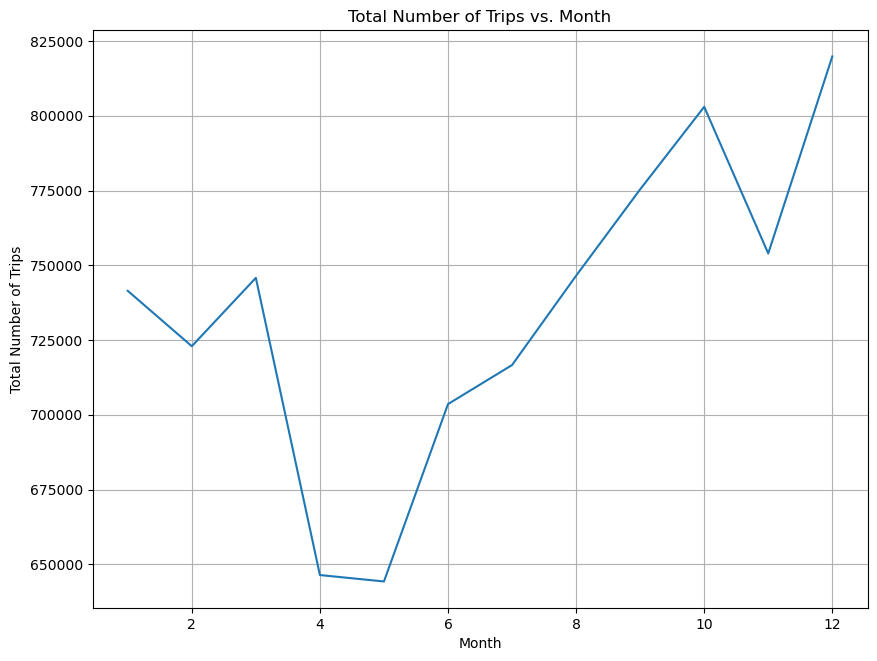 Total Number of Trips vs. Month
825000
800000
775000
750000
725000
700000
675000
650000
Total Number of Trips
2 4 6 8 10 12
Month